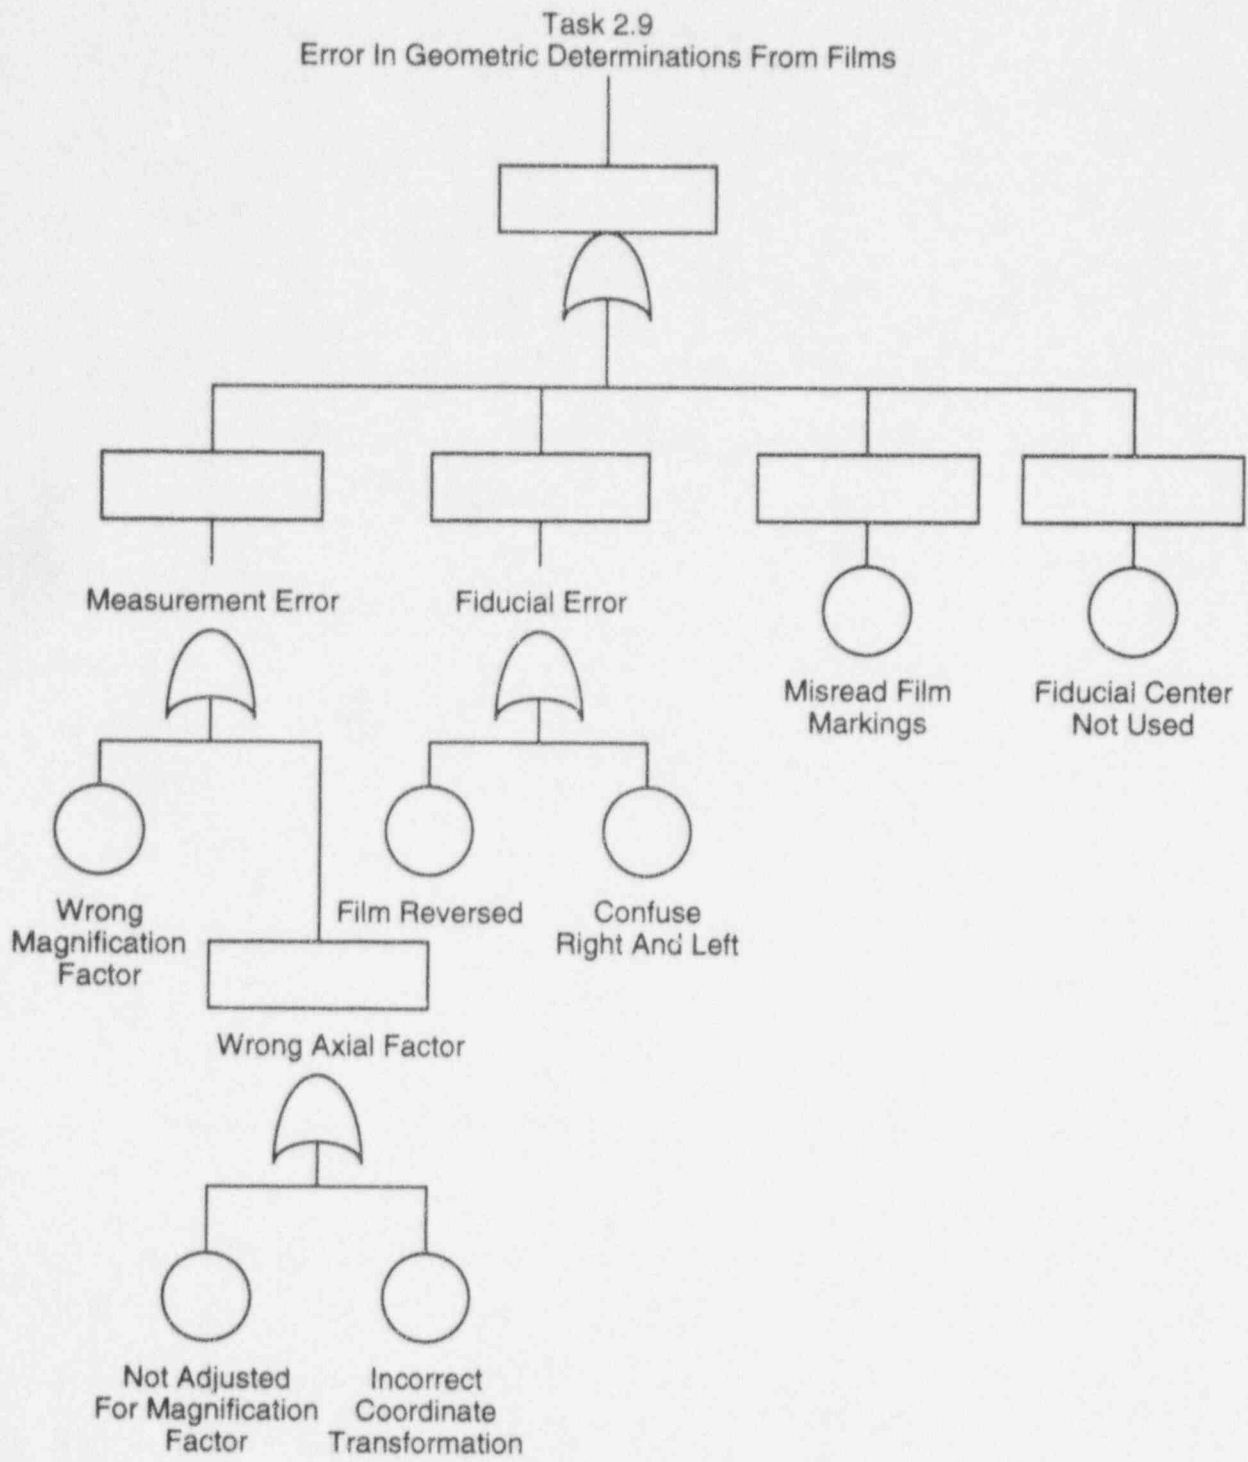 Task 2.9
Error In Geometric Determinations From Films
Measurement Error
Fiducial Error
Misread Film
Markings
Fiducial Center
Not Used
Wrong
Magnification
Factor
Film Reversed
Confuse
Right And Left
Wrong Axial Factor
Not Adjusted
For Magnification
Factor
Incorrect
Coordinate
Transformation